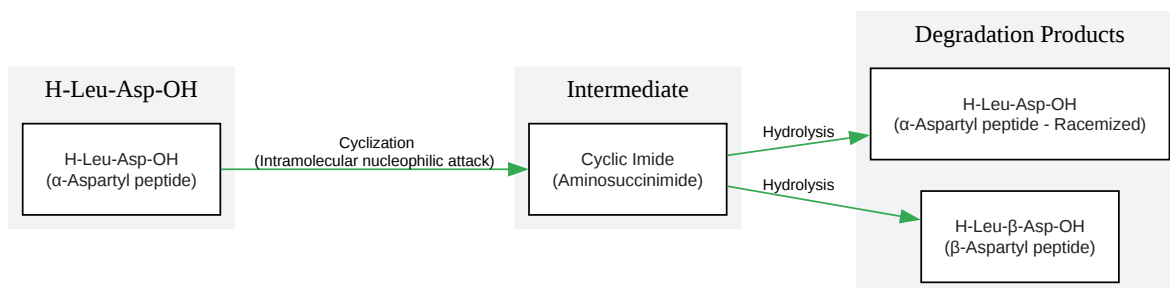 H-Leu-Asp-OH
H-Leu-Asp-OH
(α-Aspartyl peptide)
Cyclization
(Intramolecular nucleophilic attack)
Intermediate
Cyclic Imide
(Aminosuccinimide)
Hydrolysis
Hydrolysis
Degradation Products
H-Leu-Asp-OH
(α-Aspartyl peptide - Racemized)
H-Leu-β-Asp-OH
(β-Aspartyl peptide)